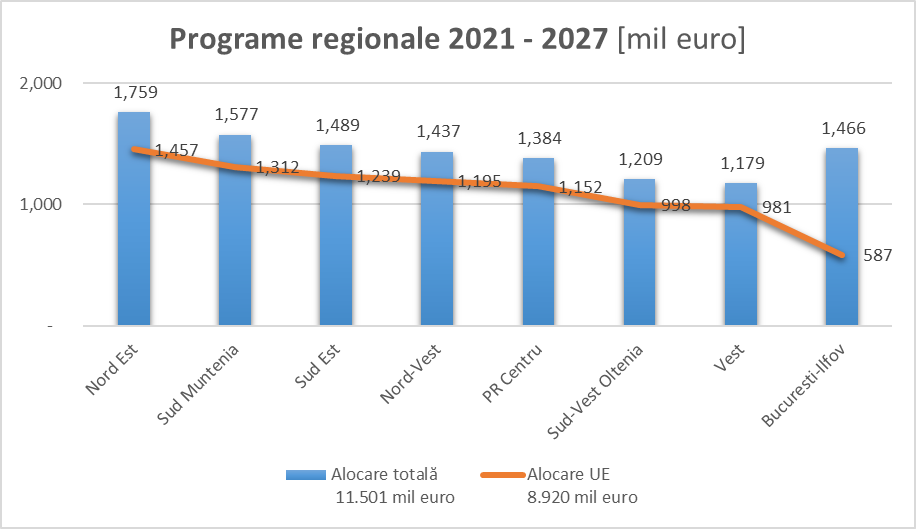 Programe regionale 2021 - 2027 [mil euro]
2,000
1,000
-
1,759
1,577
1,489
1,437
1,384
1,209
1,179
1,466
1,457
1,312
1,239
1,195
1,152
998
981
587
Nord Est
Sud Muntenia
Sud Est
Nord-Vest
PR Centru
Sud-Vest Oltenia
Vest
Bucuresti-Ilfov
Alocare totală
11.501 mil euro
Alocare UE
8.920 mil euro